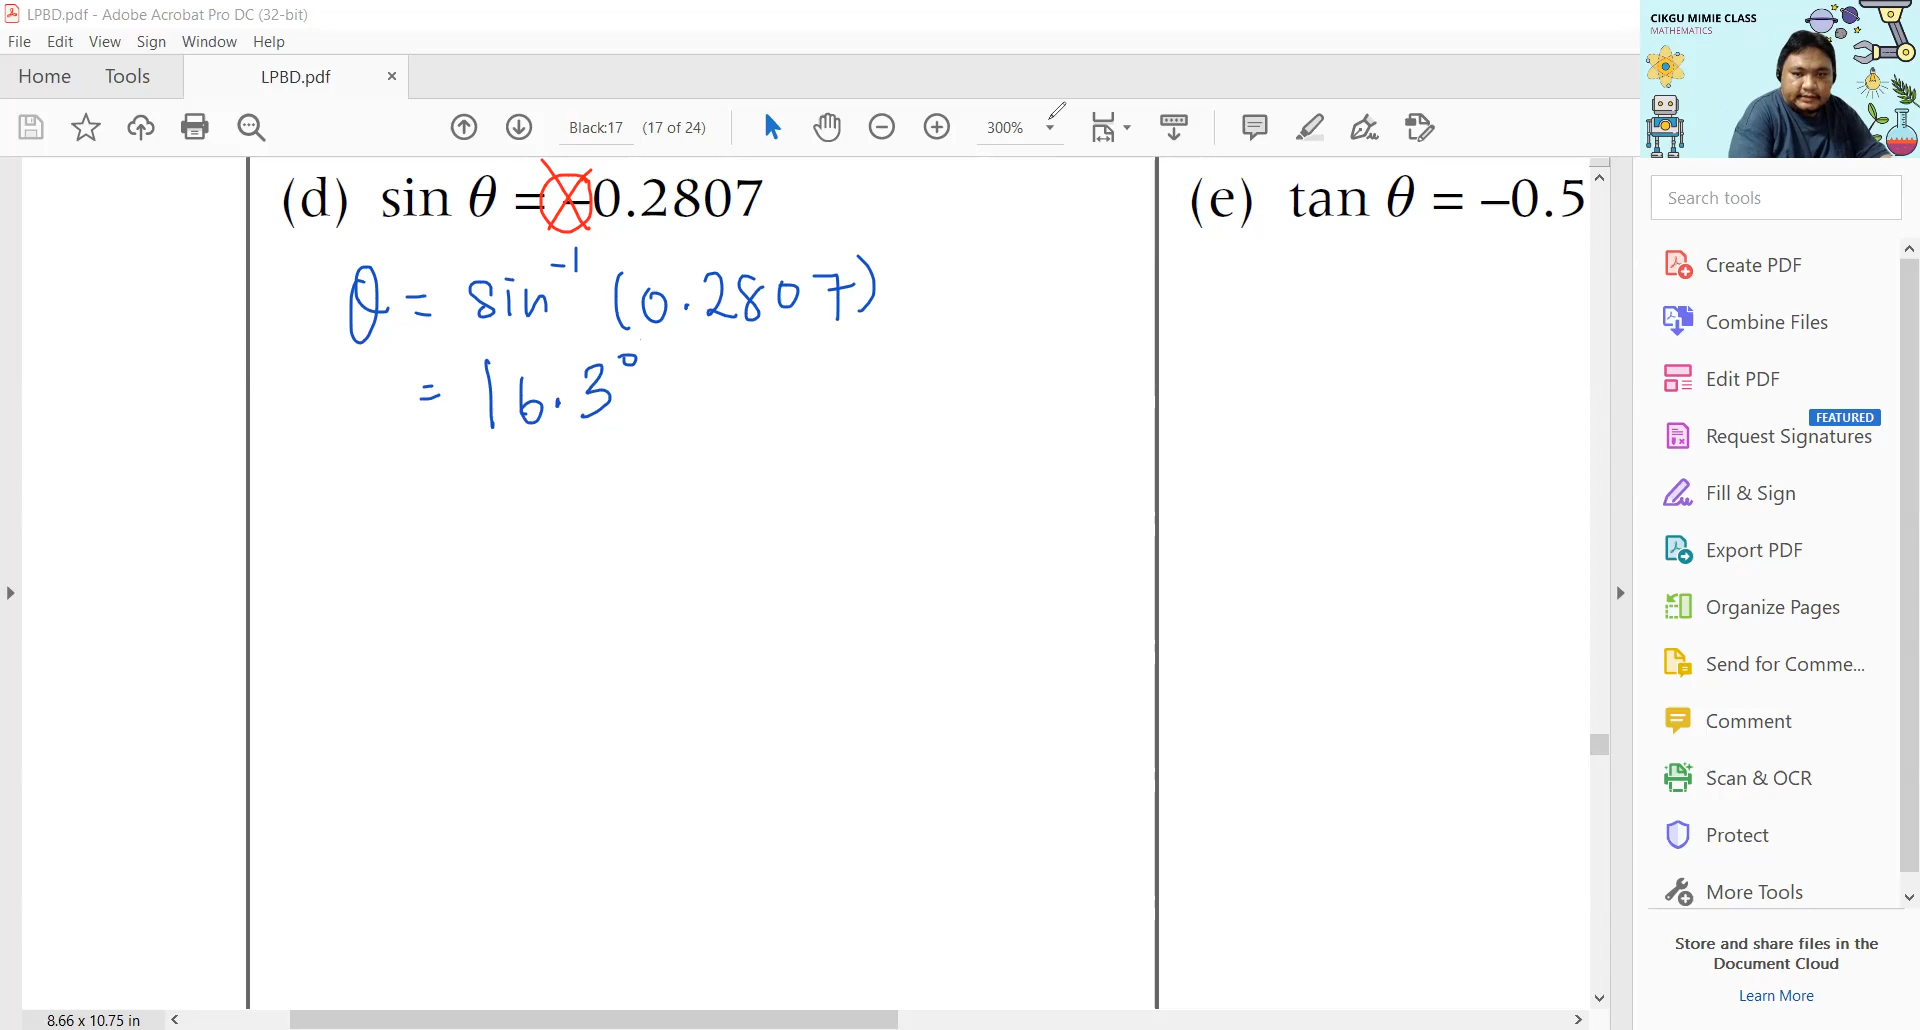 LPBD.pdf - Adobe Acrobat Pro DC (32-bit)
File Edit View Sign Window Help
Home Tools LPBD.pdf ×
Black:17 (17 of 24) 300%
CIKGU MIMIE CLASS
MATHEMATICS
(d) sin θ = –0.2807
θ = sin⁻¹ (0.2807)
= 16.3°
(e) tan θ = –0.5
Search tools
Create PDF
Combine Files
Edit PDF
FEATURED
Request Signatures
Fill & Sign
Export PDF
Organize Pages
Send for Comme...
Comment
Scan & OCR
Protect
More Tools
Store and share files in the
Document Cloud
Learn More
8.66 x 10.75 in